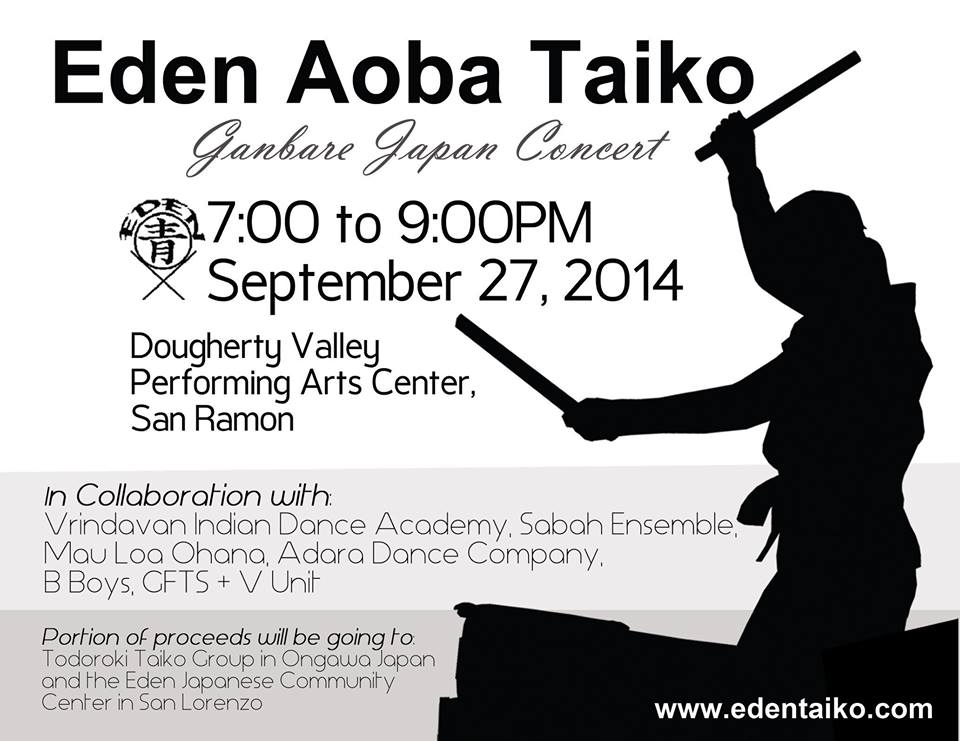 Eden Aoba Taiko
Ganbare Japan Concert
EDEN
青
7:00 to 9:00PM
September 27, 2014
Dougherty Valley
Performing Arts Center,
San Ramon
In Collaboration with:
Vrindavan Indian Dance Academy, Sabah Ensemble,
Mau Loa Ohana, Adara Dance Company,
B Boys, GFTS + V Unit
Portion of proceeds will be going to:
Todoroki Taiko Group in Ongawa Japan
and the Eden Japanese Community
Center in San Lorenzo
www.edentaiko.com